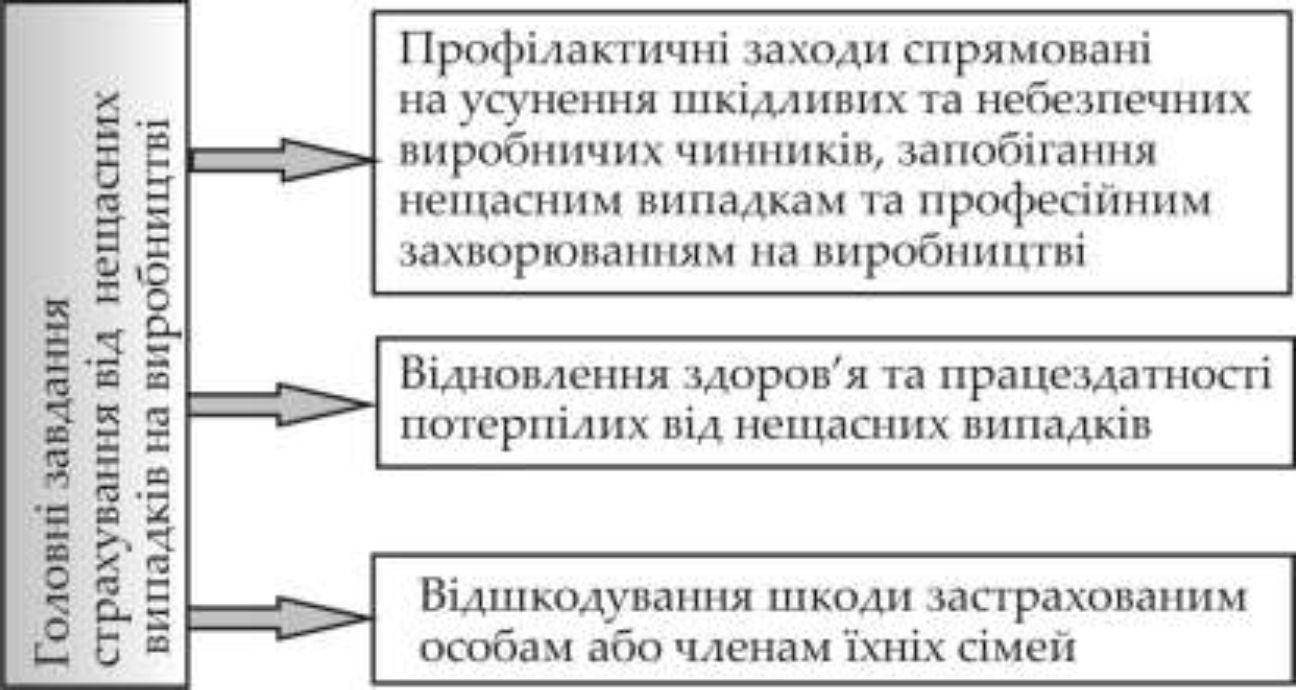 Головні завдання
страхування від нещасних
випадків на виробництві
Профілактичні заходи спрямовані
на усунення шкідливих та небезпечних
виробничих чинників, запобігання
нещасним випадкам та професійним
захворюванням на виробництві
Відновлення здоров’я та працездатності
потерпілих від нещасних випадків
Відшкодування шкоди застрахованим
особам або членам їхніх сімей